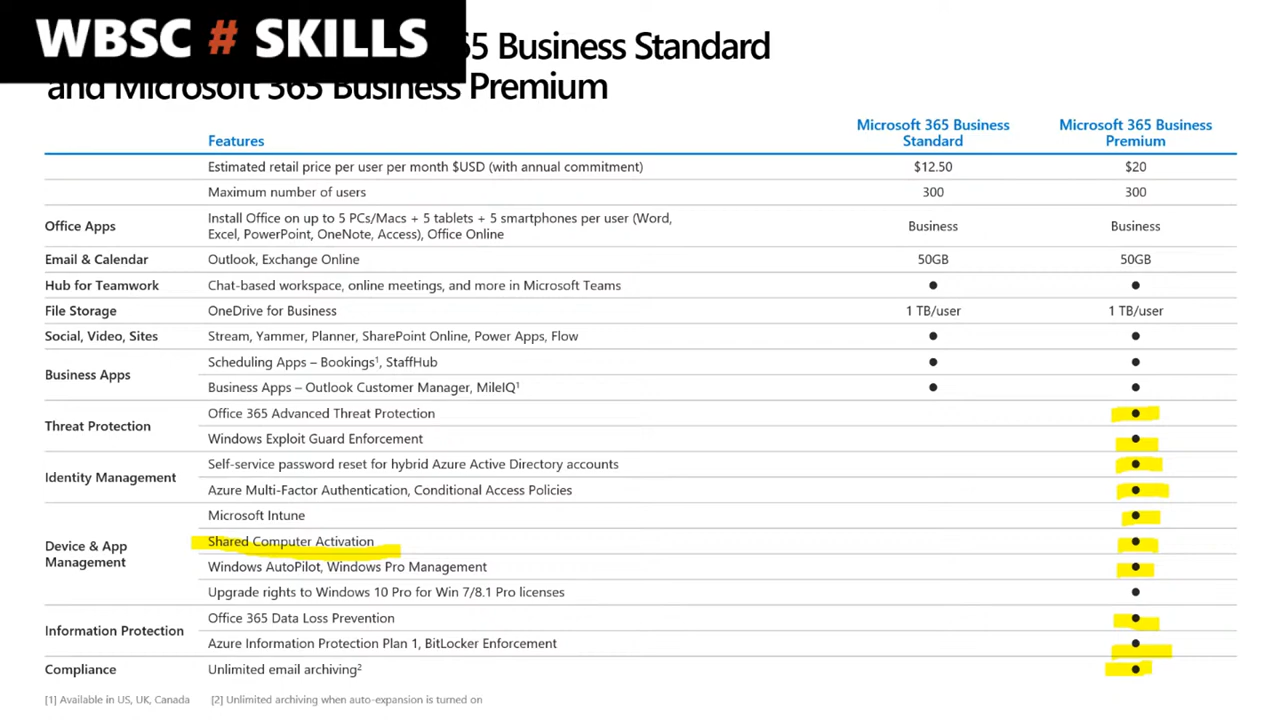 WBSC # SKILLS
5 Business Standard
and Microsoft 365 Business Premium
Features
Microsoft 365 Business
Standard
Microsoft 365 Business
Premium
Estimated retail price per user per month $USD (with annual commitment) $12.50 $20
Maximum number of users 300 300
Office Apps
Install Office on up to 5 PCs/Macs + 5 tablets + 5 smartphones per user (Word,
Excel, PowerPoint, OneNote, Access), Office Online
Business Business
Email & Calendar Outlook, Exchange Online 50GB 50GB
Hub for Teamwork Chat-based workspace, online meetings, and more in Microsoft Teams ● ●
File Storage OneDrive for Business 1 TB/user 1 TB/user
Social, Video, Sites Stream, Yammer, Planner, SharePoint Online, Power Apps, Flow ● ●
Business Apps
Scheduling Apps – Bookings¹, StaffHub ● ●
Business Apps – Outlook Customer Manager, MileIQ¹ ● ●
Threat Protection
Office 365 Advanced Threat Protection ●
Windows Exploit Guard Enforcement ●
Identity Management
Self-service password reset for hybrid Azure Active Directory accounts ●
Azure Multi-Factor Authentication, Conditional Access Policies ●
Device & App
Management
Microsoft Intune ●
Shared Computer Activation ●
Windows AutoPilot, Windows Pro Management ●
Upgrade rights to Windows 10 Pro for Win 7/8.1 Pro licenses ●
Information Protection
Office 365 Data Loss Prevention ●
Azure Information Protection Plan 1, BitLocker Enforcement ●
Compliance Unlimited email archiving² ●
[1] Available in US, UK, Canada [2] Unlimited archiving when auto-expansion is turned on